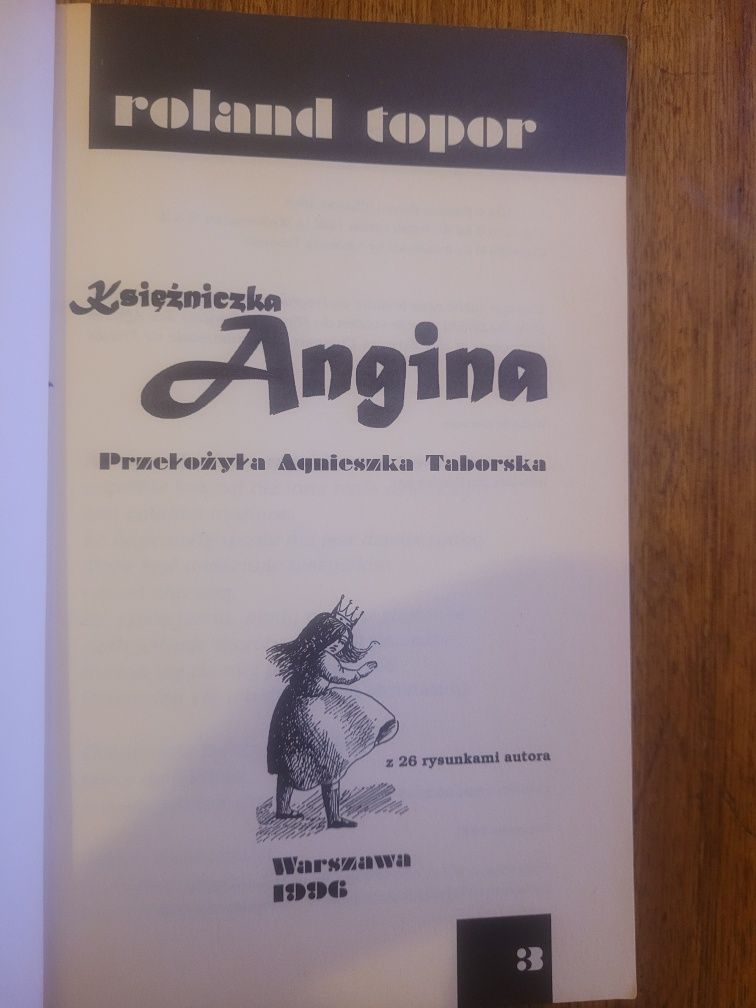 roland topor
Księżniczka
Angina
Przełożyła Agnieszka Taborska
z 26 rysunkami autora
Warszawa
1996
3